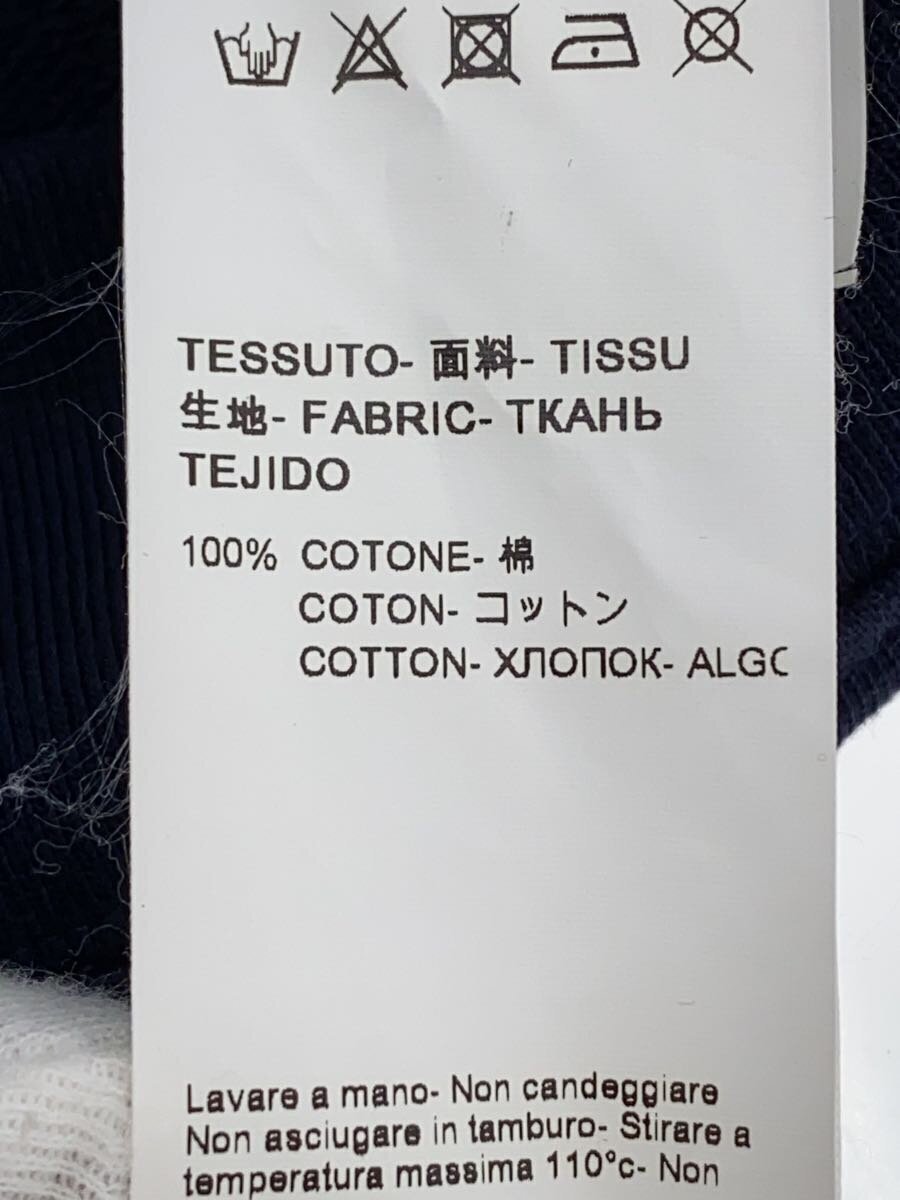 TESSUTO- 面料- TISSU
生地- FABRIC- ТКАНЬ
TEJIDO
100% COTONE- 棉
COTON- コットン
COTTON- ХЛОПОК- ALGC
Lavare a mano- Non candeggiare
Non asciugare in tamburo- Stirare a
temperatura massima 110°c- Non